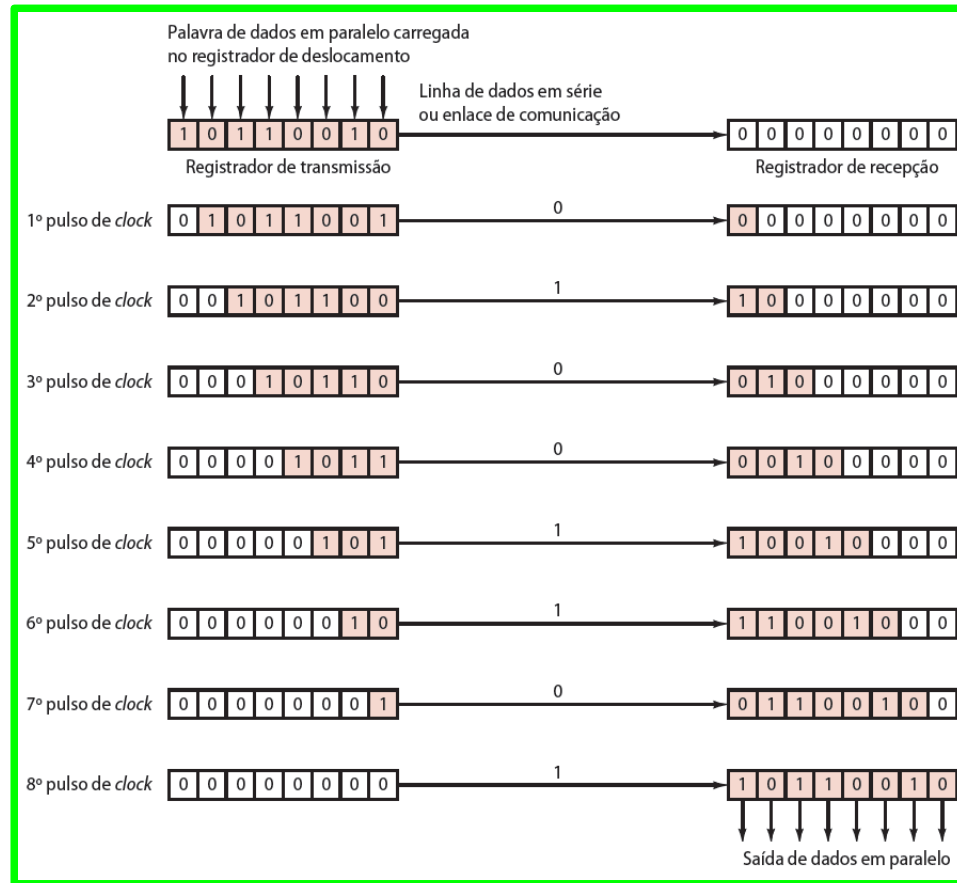 Palavra de dados em paralelo carregada
no registrador de deslocamento
Linha de dados em série
ou enlace de comunicação
1 0 1 1 0 0 1 0 0 0 0 0 0 0 0 0
Registrador de transmissão Registrador de recepção
1º pulso de clock 0 1 0 1 1 0 0 1 0 0 0 0 0 0 0 0 0
2º pulso de clock 0 0 1 0 1 1 0 0 1 1 0 0 0 0 0 0 0
3º pulso de clock 0 0 0 1 0 1 1 0 0 0 1 0 0 0 0 0 0
4º pulso de clock 0 0 0 0 1 0 1 1 0 0 0 1 0 0 0 0 0
5º pulso de clock 0 0 0 0 0 1 0 1 1 1 0 0 1 0 0 0 0
6º pulso de clock 0 0 0 0 0 0 1 0 1 1 1 0 0 1 0 0 0
7º pulso de clock 0 0 0 0 0 0 0 1 0 0 1 1 0 0 1 0 0
8º pulso de clock 0 0 0 0 0 0 0 0 1 1 0 1 1 0 0 1 0
Saída de dados em paralelo